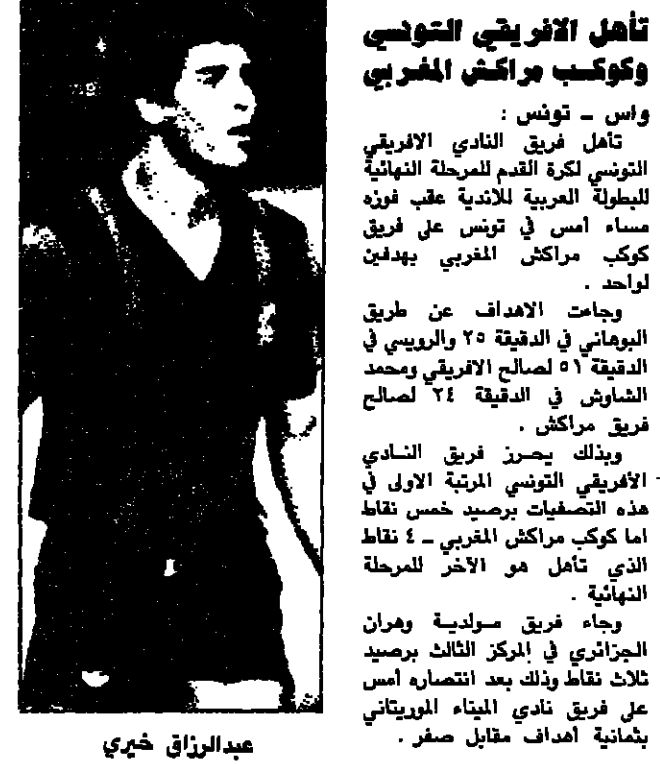 تأهل الافريقي التونسي
وكوكب مراكش المغربي
واس - تونس :
تأهل فريق النادي الافريقي
التونسي لكرة القدم للمرحلة النهائية
للبطولة العربية للاندية عقب فوزه
مساء أمس في تونس على فريق
كوكب مراكش المغربي بهدفين
لواحد .
وجاءت الاهداف عن طريق
البوهاني في الدقيقة ٢٥ والرويسي في
الدقيقة ٥١ لصالح الافريقي ومحمد
الشاوش في الدقيقة ٢٤ لصالح
فريق مراكش .
وبذلك يحرز فريق النادي
الأفريقي التونسي المرتبة الاولى في
هذه التصفيات برصيد خمس نقاط
اما كوكب مراكش المغربي - ٤ نقاط
الذي تأهل هو الآخر للمرحلة
النهائية .
وجاء فريق مولدية وهران
الجزائري في المركز الثالث برصيد
ثلاث نقاط وذلك بعد انتصاره أمس
على فريق نادي الميناء الموريتاني
بثمانية أهداف مقابل صفر .
عبدالرزاق خيري